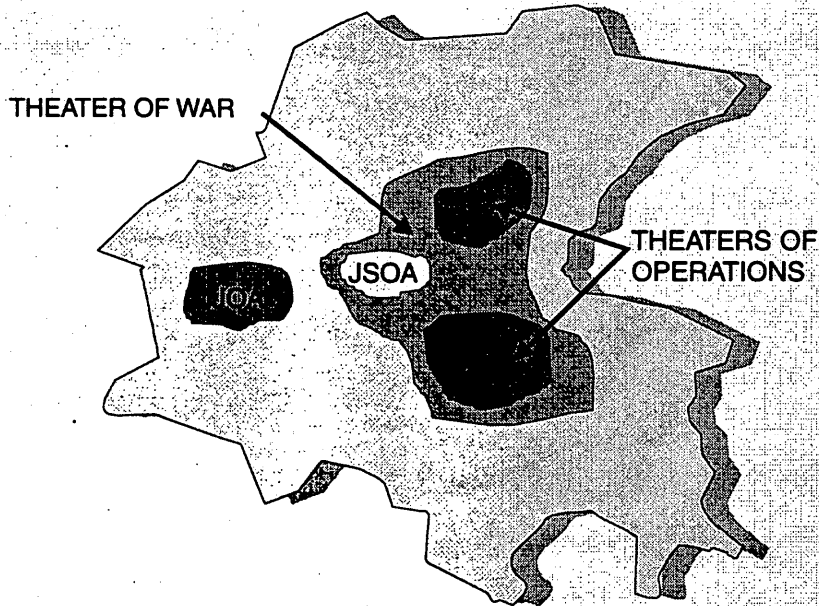 THEATER OF WAR
THEATERS OF
OPERATIONS
JSOA
JOA